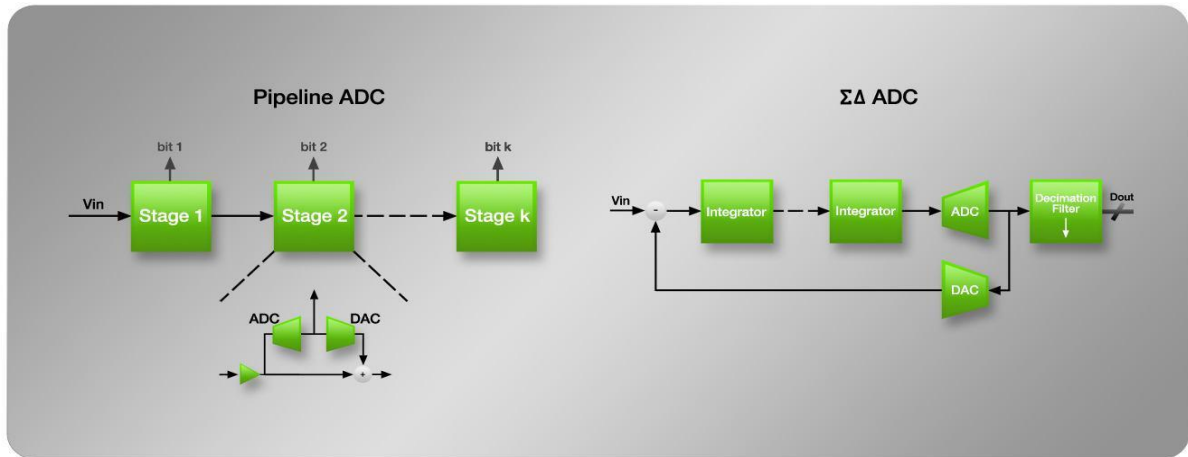 Pipeline ADC
bit 1
bit 2
bit k
Vin
Stage 1
Stage 2
Stage k
ADC
DAC
+
ΣΔ ADC
Vin
-
Integrator
Integrator
ADC
Decimation
Filter
Dout
DAC